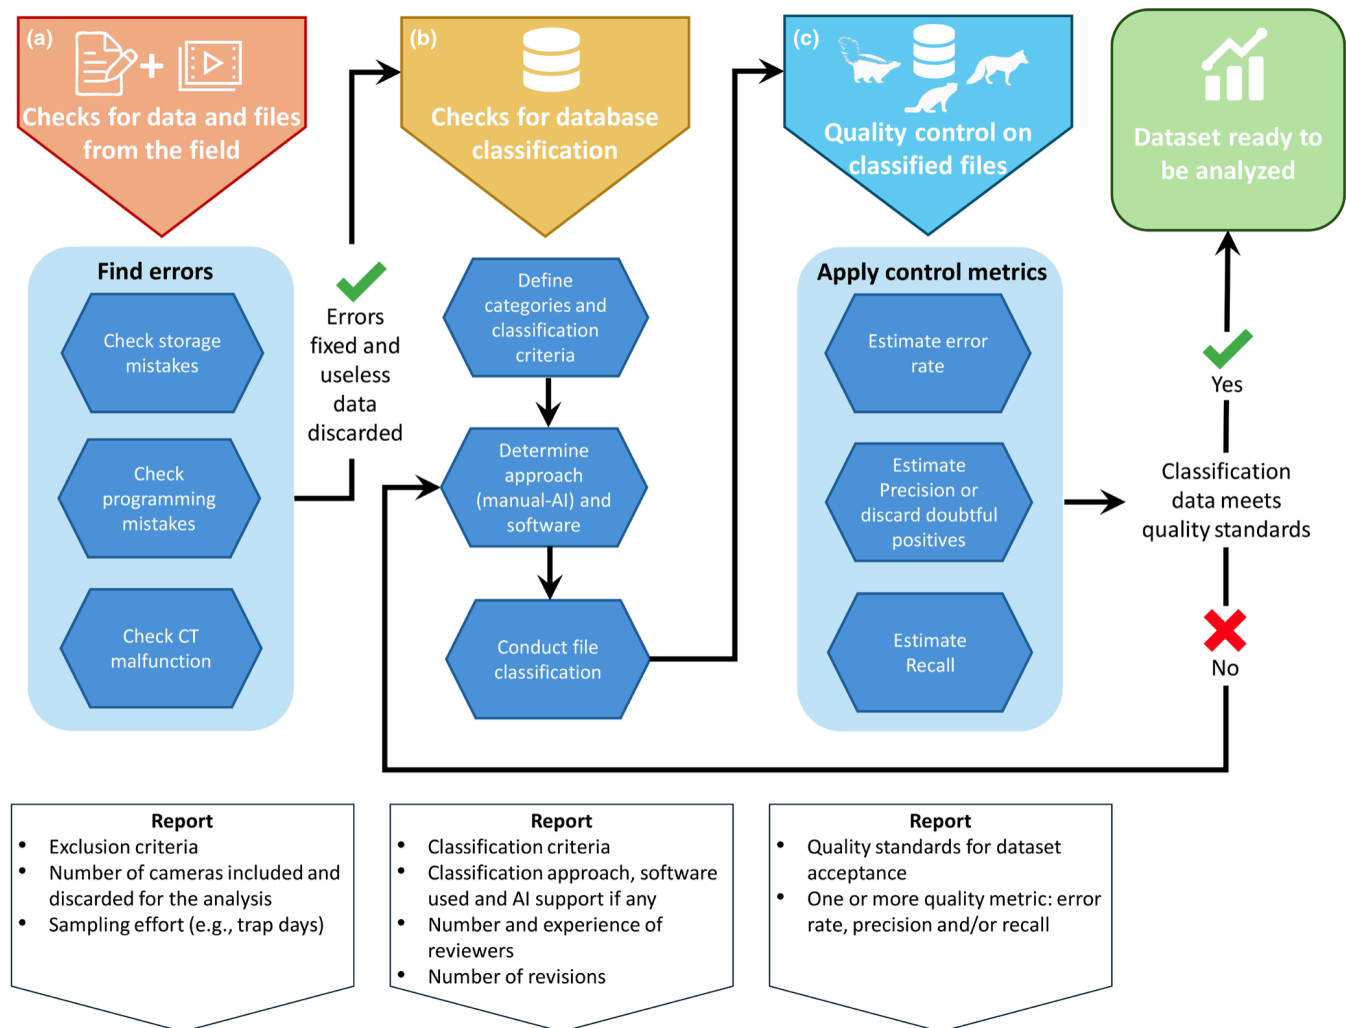 (a)
Checks for data and files
from the field
(b)
Checks for database
classification
(c)
Quality control on
classified files
Dataset ready to
be analyzed
Find errors
Check storage
mistakes
Check
programming
mistakes
Check CT
malfunction
Errors
fixed and
useless
data
discarded
Define
categories and
classification
criteria
Determine
approach
(manual-AI) and
software
Conduct file
classification
Apply control metrics
Estimate error
rate
Estimate
Precision or
discard doubtful
positives
Estimate
Recall
Yes
Classification
data meets
quality standards
No
Report
• Exclusion criteria
• Number of cameras included and
discarded for the analysis
• Sampling effort (e.g., trap days)
Report
• Classification criteria
• Classification approach, software
used and AI support if any
• Number and experience of
reviewers
• Number of revisions
Report
• Quality standards for dataset
acceptance
• One or more quality metric: error
rate, precision and/or recall